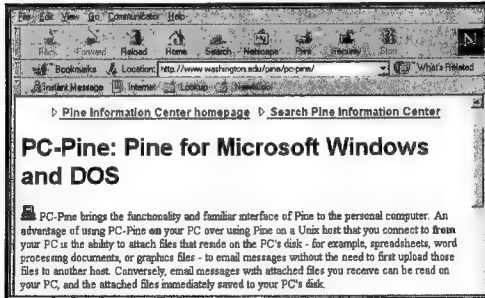 File Edit View Go Communicator Help
Back Forward Reload Home Search Netscape Print Security Stop
Bookmarks Location: http://www.washington.edu/pine/pc-pine/ What's Related
Instant Message Internet Lookup
Pine Information Center homepage Search Pine Information Center
PC-Pine: Pine for Microsoft Windows
and DOS
PC-Pine brings the functionality and familiar interface of Pine to the personal computer. An
advantage of using PC-Pine on your PC over using Pine on a Unix host that you connect to from
your PC is the ability to attach files that reside on the PC's disk - for example, spreadsheets, word
processing documents, or graphics files - to email messages without the need to first upload those
files to another host. Conversely, email messages with attached files you receive can be read on
your PC, and the attached files immediately saved to your PC's disk.